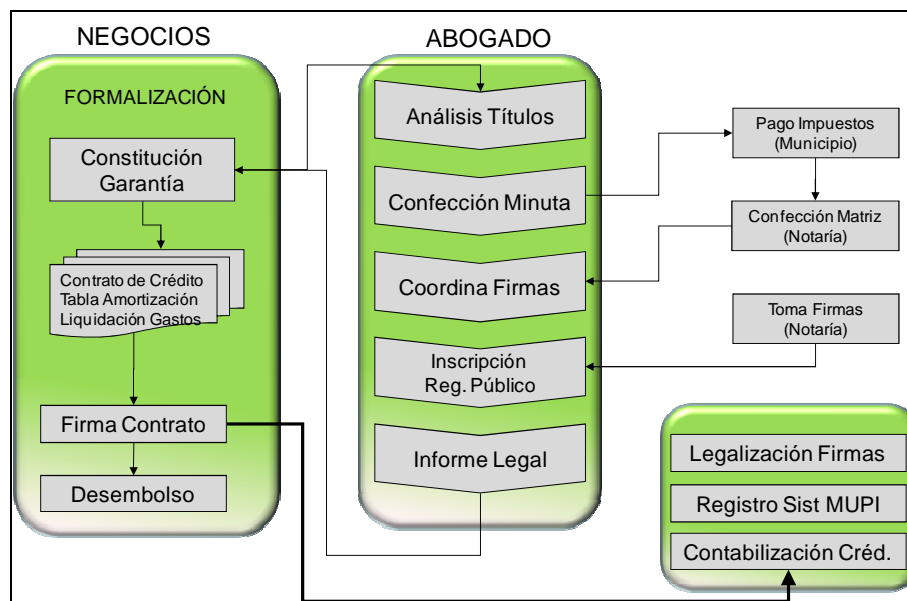 NEGOCIOS
FORMALIZACIÓN
Constitución
Garantía
Contrato de Crédito
Tabla Amortización
Liquidación Gastos
Firma Contrato
Desembolso
ABOGADO
Análisis Títulos
Confección Minuta
Coordina Firmas
Inscripción
Reg. Público
Informe Legal
Pago Impuestos
(Municipio)
Confección Matriz
(Notaría)
Toma Firmas
(Notaría)
Legalización Firmas
Registro Sist MUPI
Contabilización Créd.